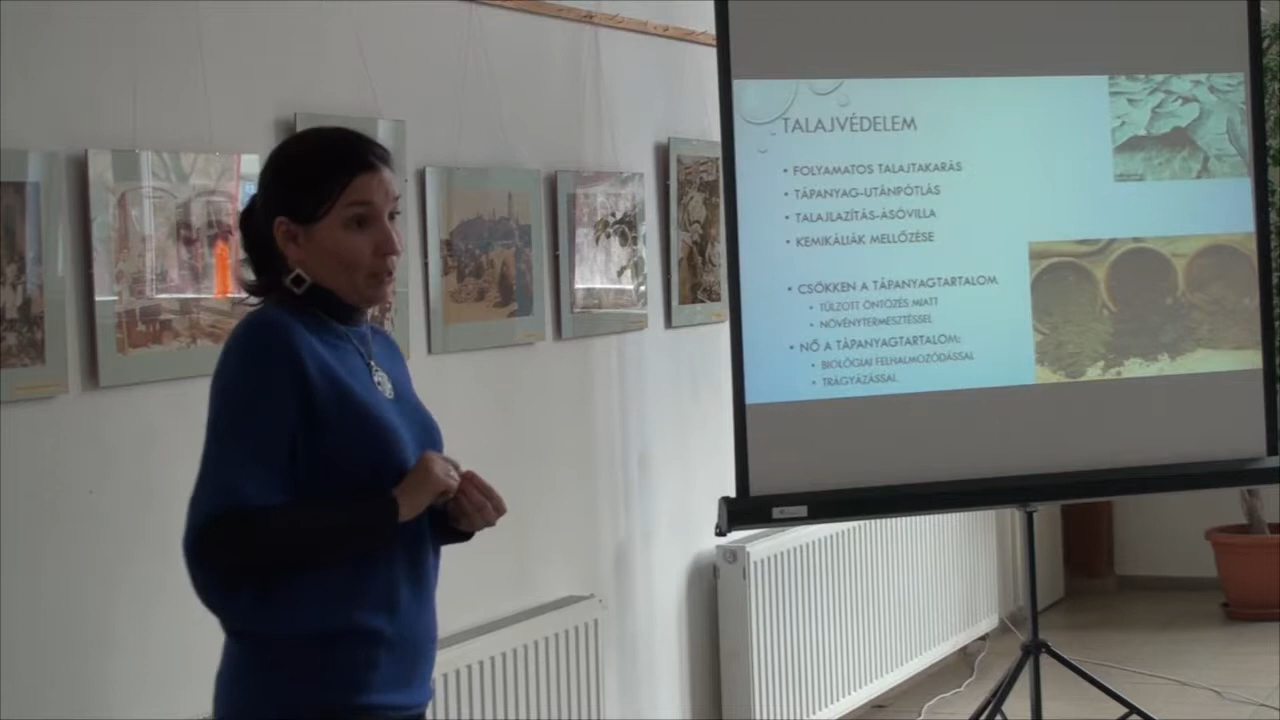 TALAJVÉDELEM
• FOLYAMATOS TALAJTAKARÁS
• TÁPANYAG-UTÁNPÓTLÁS
• TALAJLAZÍTÁS-ÁSÓVILLA
• KEMIKÁLIÁK MELLŐZÉSE
• CSÖKKEN A TÁPANYAGTARTALOM
• TÚLZOTT ÖNTÖZÉS MIATT
• NÖVÉNYTERMESZTÉSSEL
• NŐ A TÁPANYAGTARTALOM:
• BIOLÓGIAI FELHALMOZÓDÁSSAL
• TRÁGYÁZÁSSAL